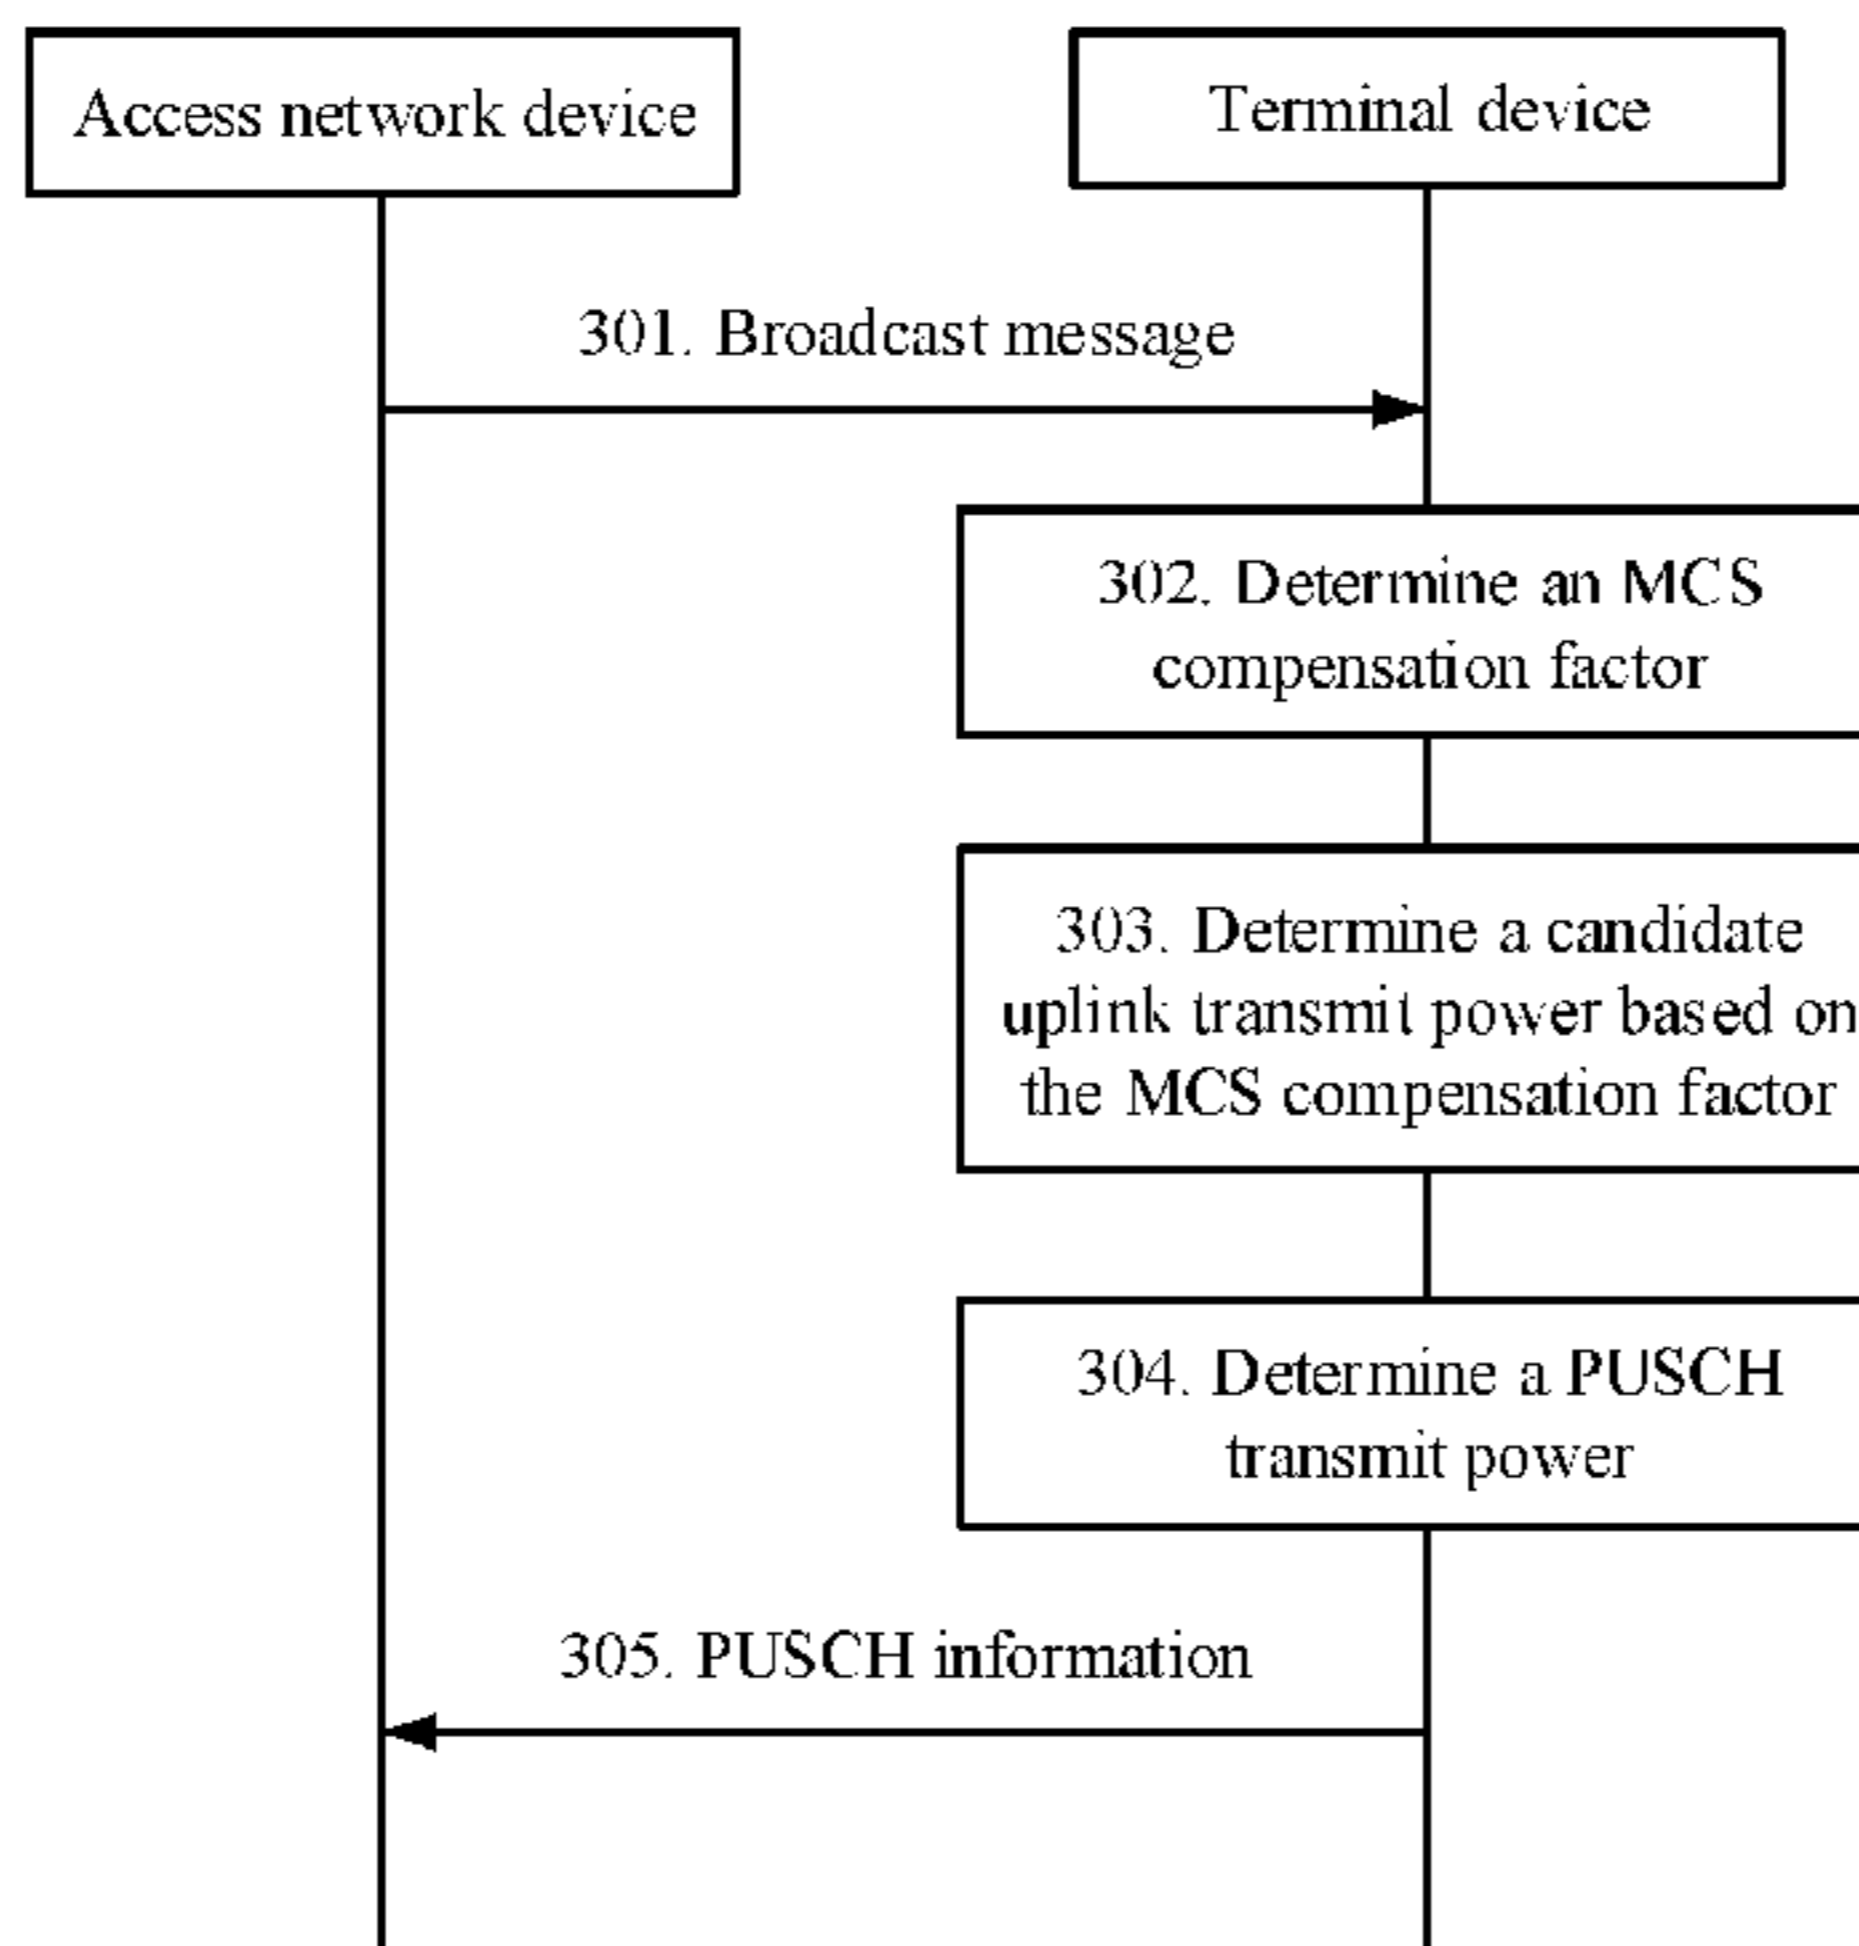 Access network device
Terminal device
301. Broadcast message
302. Determine an MCS
compensation factor
303. Determine a candidate
uplink transmit power based on
the MCS compensation factor
304. Determine a PUSCH
transmit power
305. PUSCH information